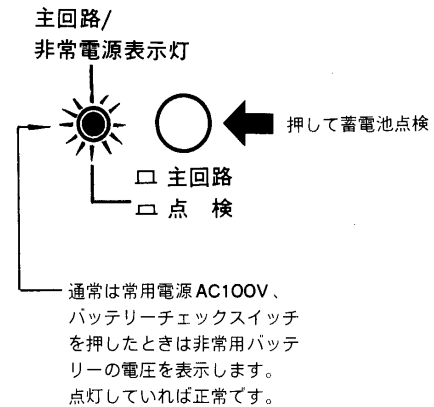 主回路/
非常電源表示灯
押して蓄電池点検
主回路
点 検
通常は常用電源AC100V、
バッテリーチェックスイッチ
を押したときは非常用バッテ
リーの電圧を表示します。
点灯していれば正常です。